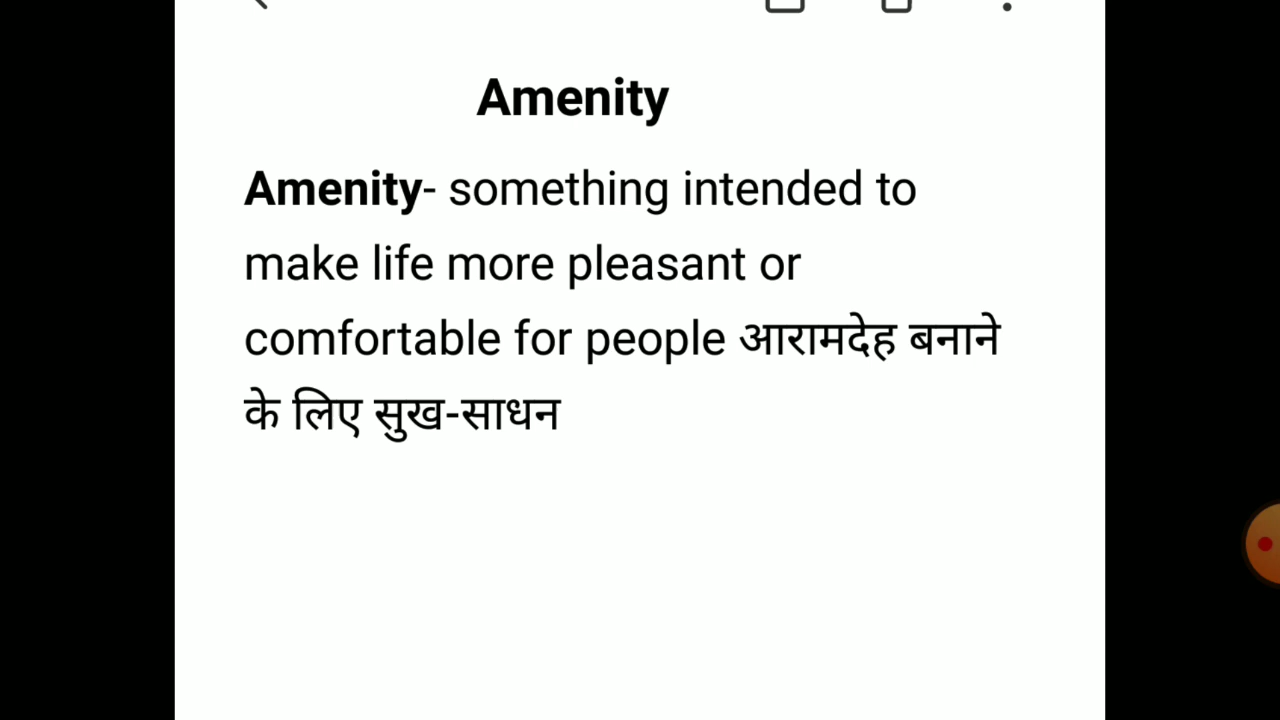 Amenity
Amenity- something intended to
make life more pleasant or
comfortable for people आरामदेह बनाने
के लिए सुख-साधन